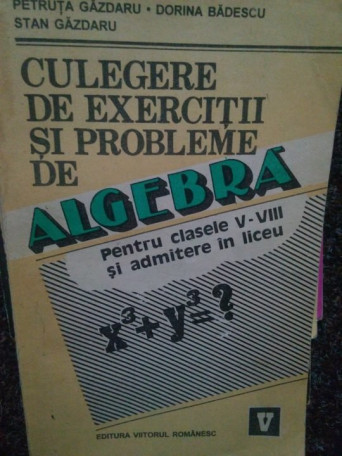 PETRUȚA GĂZDARU • DORINA BĂDESCU
STAN GĂZDARU
CULEGERE
DE EXERCIȚII
ȘI PROBLEME
DE
ALGEBRĂ
Pentru clasele V-VIII
și admitere în liceu
x³+y³=?
EDITURA VIITORUL ROMÂNESC
V